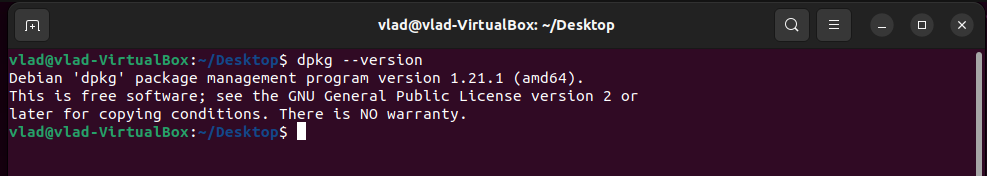 vlad@vlad-VirtualBox: ~/Desktop
vlad@vlad-VirtualBox:~/Desktop$ dpkg --version
Debian 'dpkg' package management program version 1.21.1 (amd64).
This is free software; see the GNU General Public License version 2 or
later for copying conditions. There is NO warranty.
vlad@vlad-VirtualBox:~/Desktop$